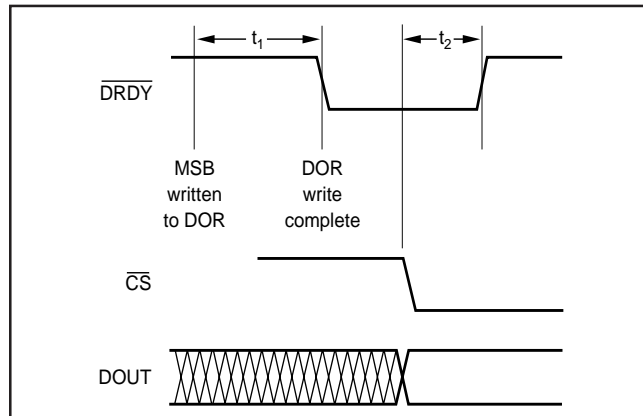 t1
t2
DRDY
MSB
written
to DOR
DOR
write
complete
CS
DOUT